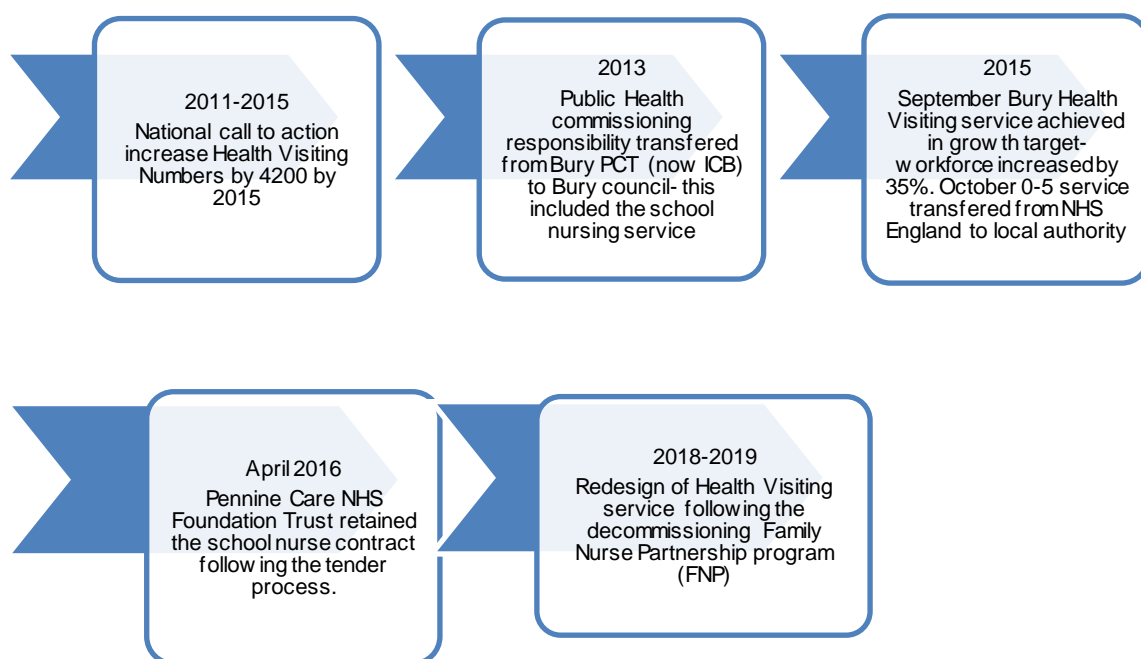 2011-2015
National call to action
increase Health Visiting
Numbers by 4200 by
2015
2013
Public Health
commissioning
responsibility transfered
from Bury PCT (now ICB)
to Bury council- this
included the school
nursing service
2015
September Bury Health
Visiting service achieved
in growth target-
workforce increased by
35%. October 0-5 service
transfered from NHS
England to local authority
April 2016
Pennine Care NHS
Foundation Trust retained
the school nurse contract
following the tender
process.
2018-2019
Redesign of Health Visiting
service following the
decommissioning Family
Nurse Partnership program
(FNP)